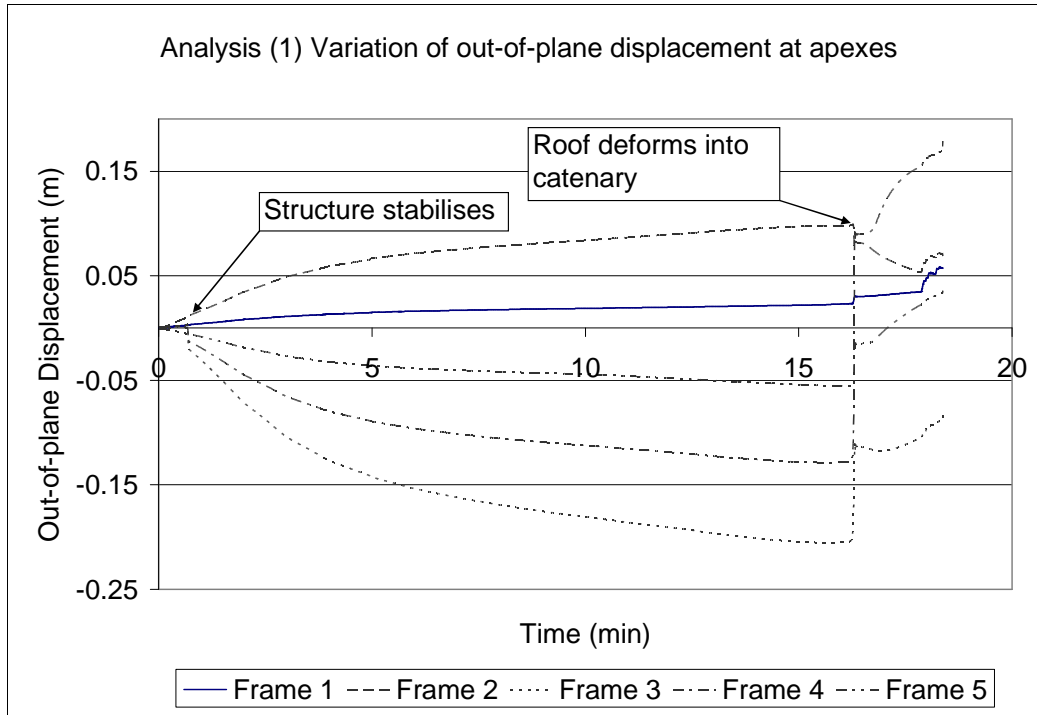 Analysis (1) Variation of out-of-plane displacement at apexes
Roof deforms into
catenary
Structure stabilises
Out-of-plane Displacement (m)
0.15
0.05
-0.05
-0.15
-0.25
0 5 10 15 20
Time (min)
Frame 1 Frame 2 Frame 3 Frame 4 Frame 5